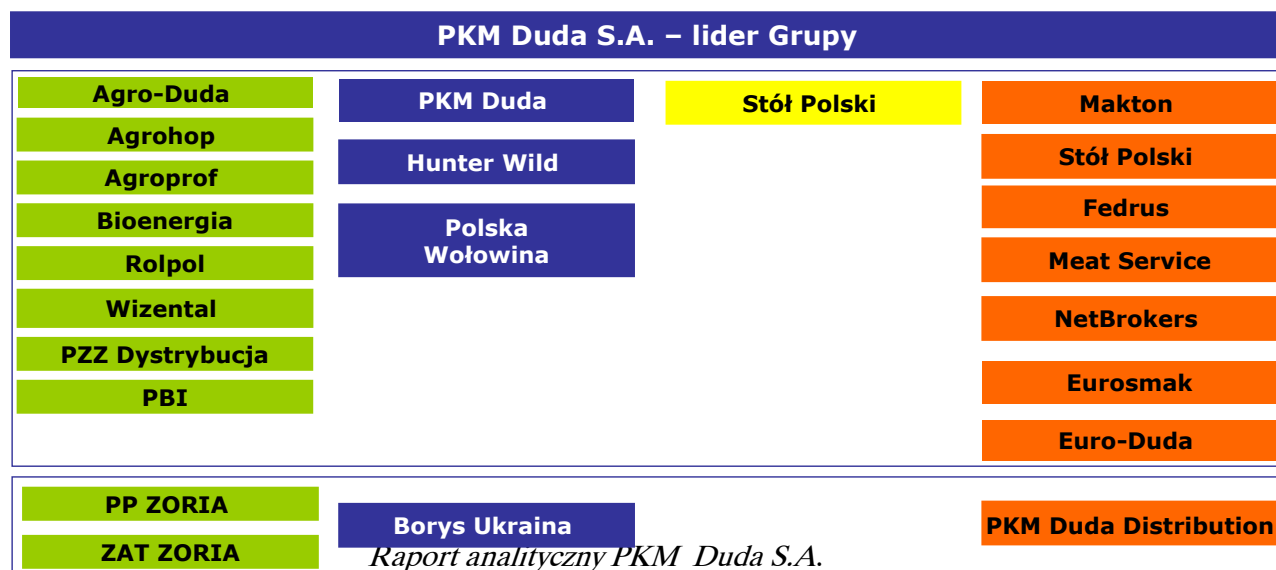 PKM Duda S.A. – lider Grupy
Agro-Duda
Agrohop
Agroprof
Bioenergia
Rolpol
Wizental
PZZ Dystrybucja
PBI
PKM Duda
Hunter Wild
Polska
Wołowina
Stół Polski
Makton
Stół Polski
Fedrus
Meat Service
NetBrokers
Eurosmak
Euro-Duda
PP ZORIA
ZAT ZORIA
Borys Ukraina
PKM Duda Distribution
Raport analityczny PKM Duda S.A.